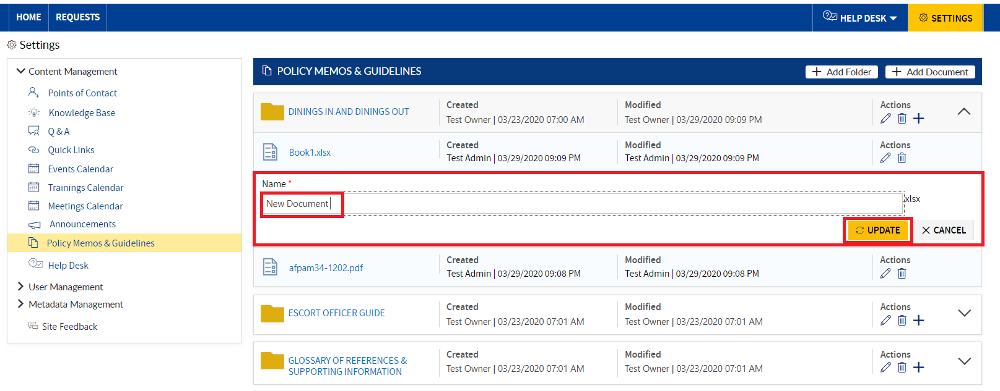 HOME REQUESTS HELP DESK SETTINGS
Settings
Content Management
Points of Contact
Knowledge Base
Q & A
Quick Links
Events Calendar
Trainings Calendar
Meetings Calendar
Announcements
Policy Memos & Guidelines
Help Desk
User Management
Metadata Management
Site Feedback
POLICY MEMOS & GUIDELINES + Add Folder + Add Document
DININGS IN AND DININGS OUT
Created
Test Owner | 03/23/2020 07:00 AM
Modified
Test Owner | 03/29/2020 09:09 PM
Actions
Book1.xlsx
Created
Test Admin | 03/29/2020 09:09 PM
Modified
Test Admin | 03/29/2020 09:09 PM
Actions
Name *
New Document .xlsx
UPDATE CANCEL
afpam34-1202.pdf
Created
Test Admin | 03/29/2020 09:08 PM
Modified
Test Admin | 03/29/2020 09:08 PM
Actions
ESCORT OFFICER GUIDE
Created
Test Owner | 03/23/2020 07:01 AM
Modified
Test Owner | 03/23/2020 07:01 AM
Actions
GLOSSARY OF REFERENCES &
SUPPORTING INFORMATION
Created
Test Owner | 03/23/2020 07:01 AM
Modified
Test Owner | 03/23/2020 07:01 AM
Actions